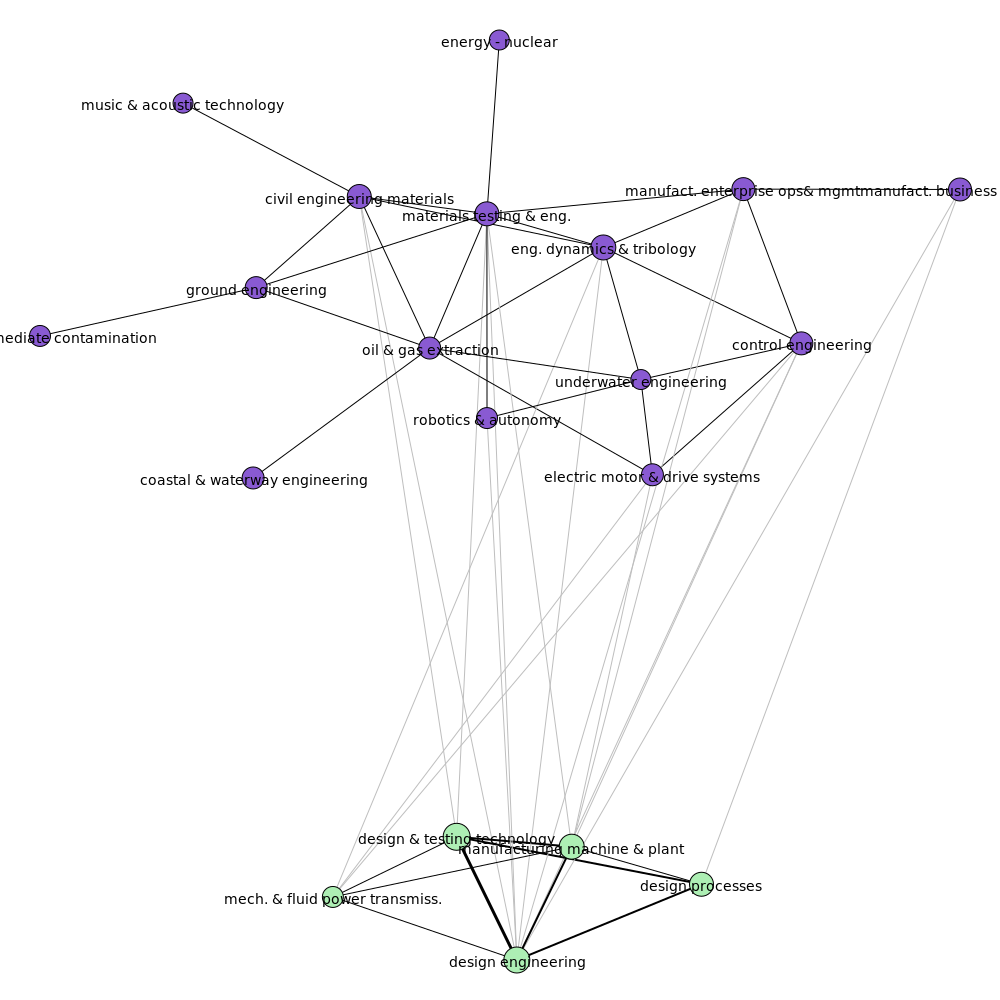 energy - nuclear
music & acoustic technology
manufact. enterprise ops& mgmt
manufact. business
civil engineering materials
materials testing & eng.
eng. dynamics & tribology
ground engineering
mediate contamination
control engineering
oil & gas extraction
underwater engineering
robotics & autonomy
electric motor & drive systems
coastal & waterway engineering
design & testing technology
manufacturing machine & plant
design processes
mech. & fluid power transmiss.
design engineering